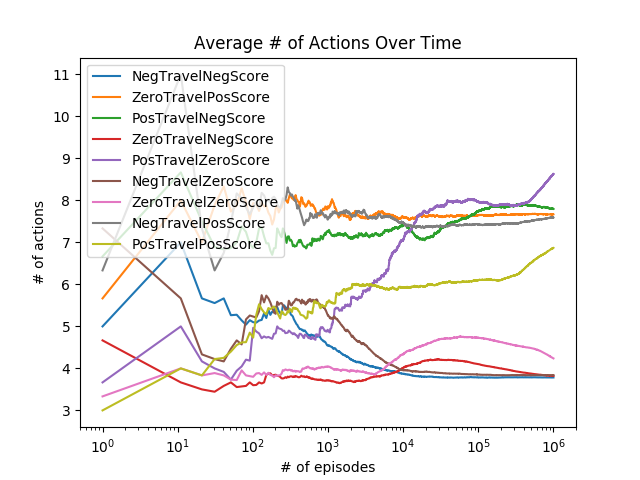 Average # of Actions Over Time
# of actions
11
10
9
8
7
6
5
4
3
NegTravelNegScore
ZeroTravelPosScore
PosTravelNegScore
ZeroTravelNegScore
PosTravelZeroScore
NegTravelZeroScore
ZeroTravelZeroScore
NegTravelPosScore
PosTravelPosScore
10⁰ 10¹ 10² 10³ 10⁴ 10⁵ 10⁶
# of episodes